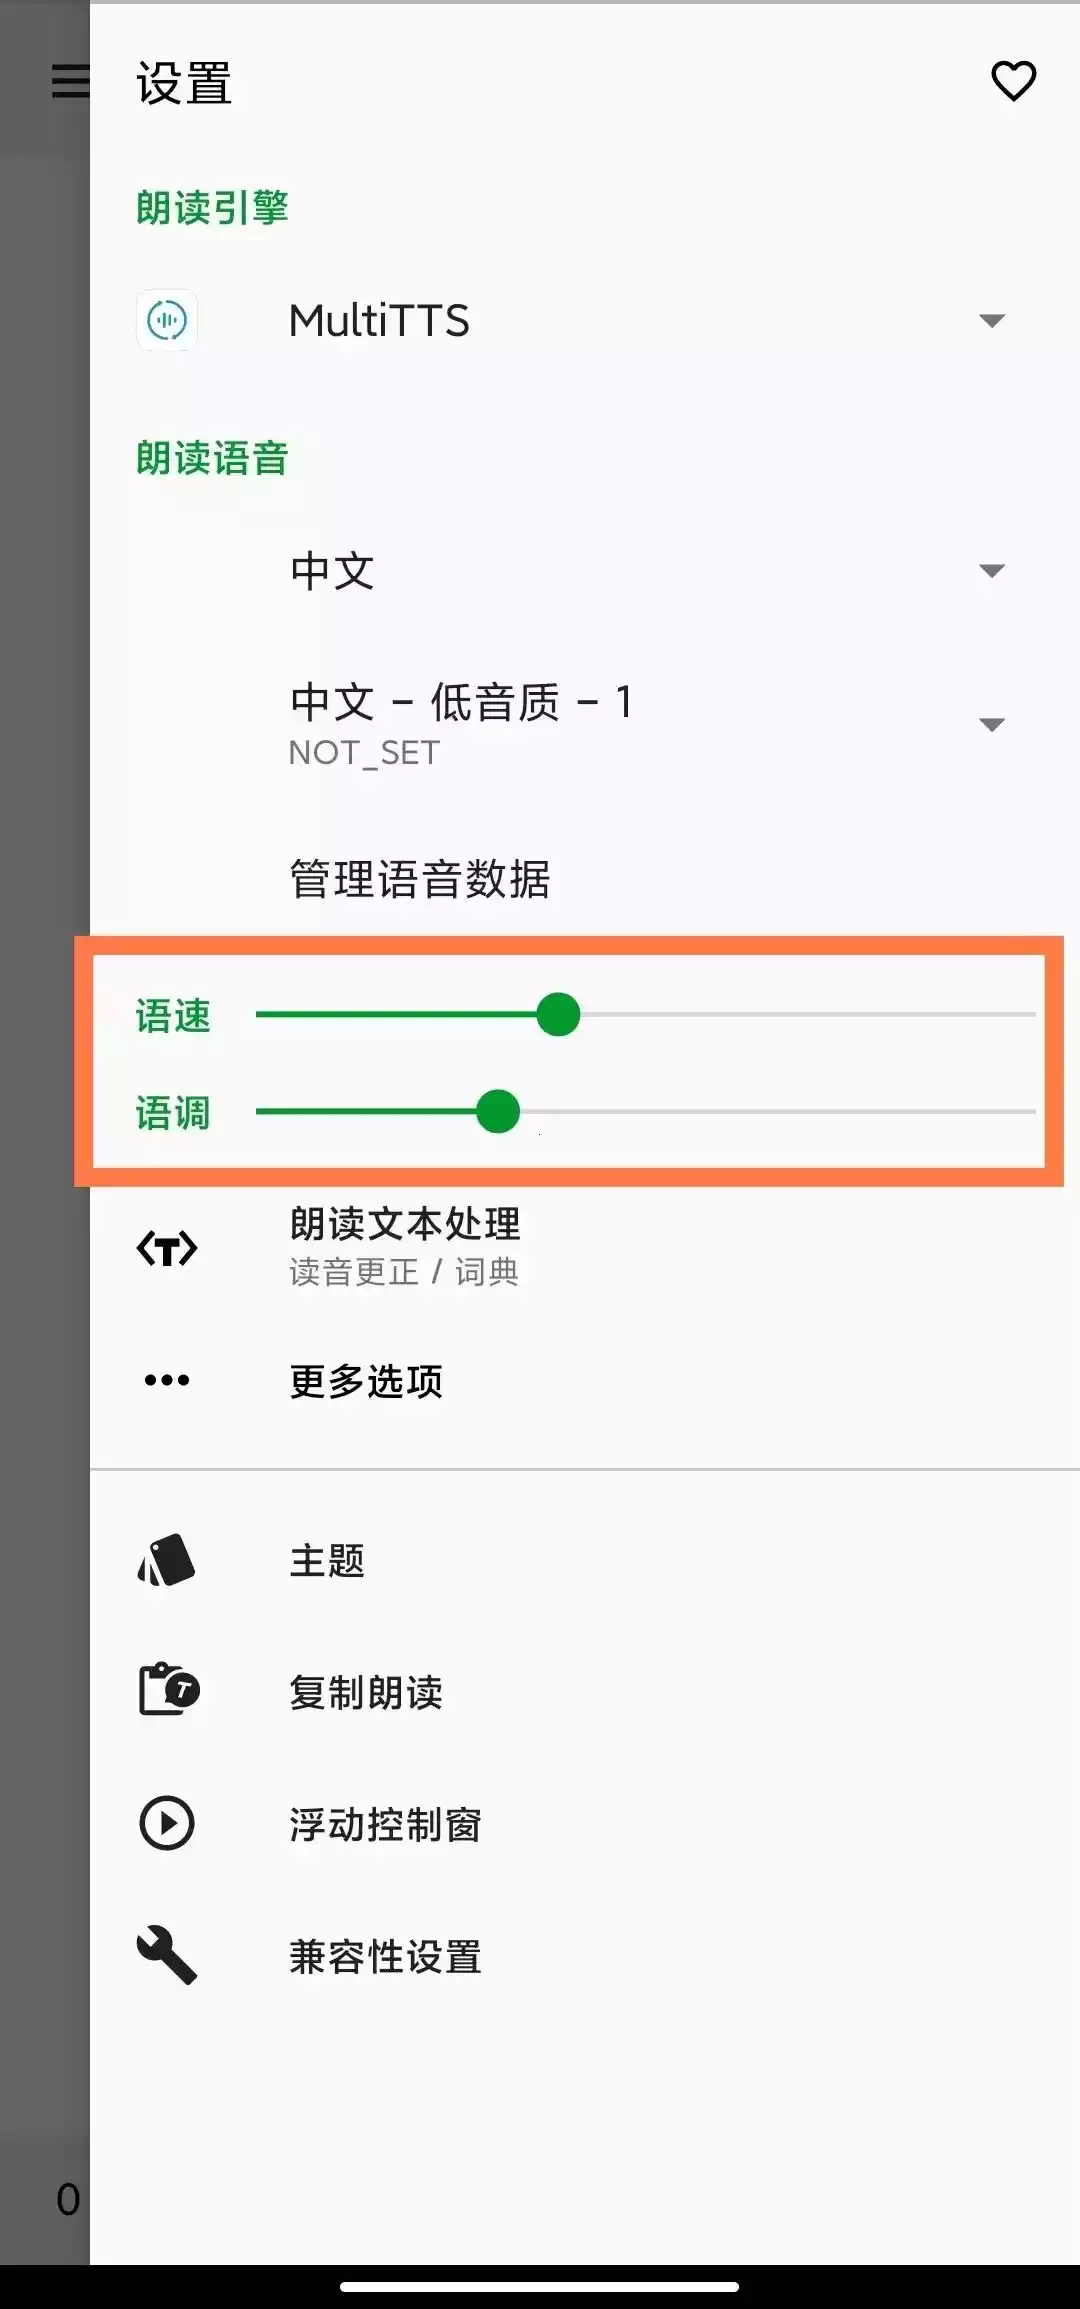 设置
朗读引擎
MultiTTS
朗读语音
中文
中文 - 低音质 - 1
NOT_SET
管理语音数据
语速
语调
朗读文本处理
读音更正 / 词典
更多选项
主题
复制朗读
浮动控制窗
兼容性设置
0